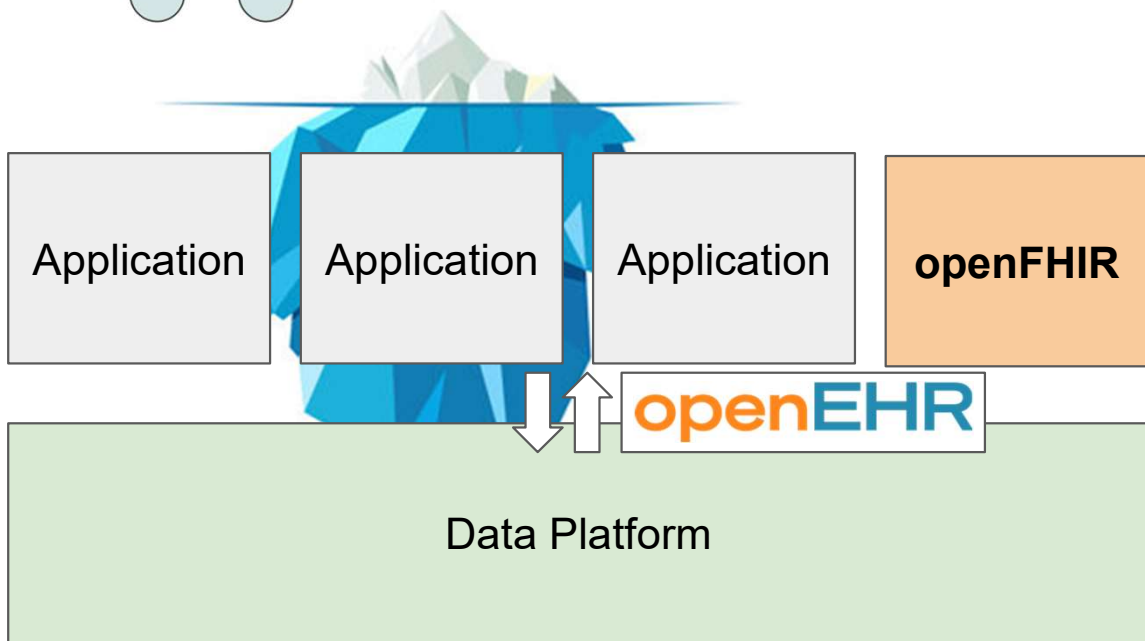 Application
Application
Application
openFHIR
openEHR
Data Platform